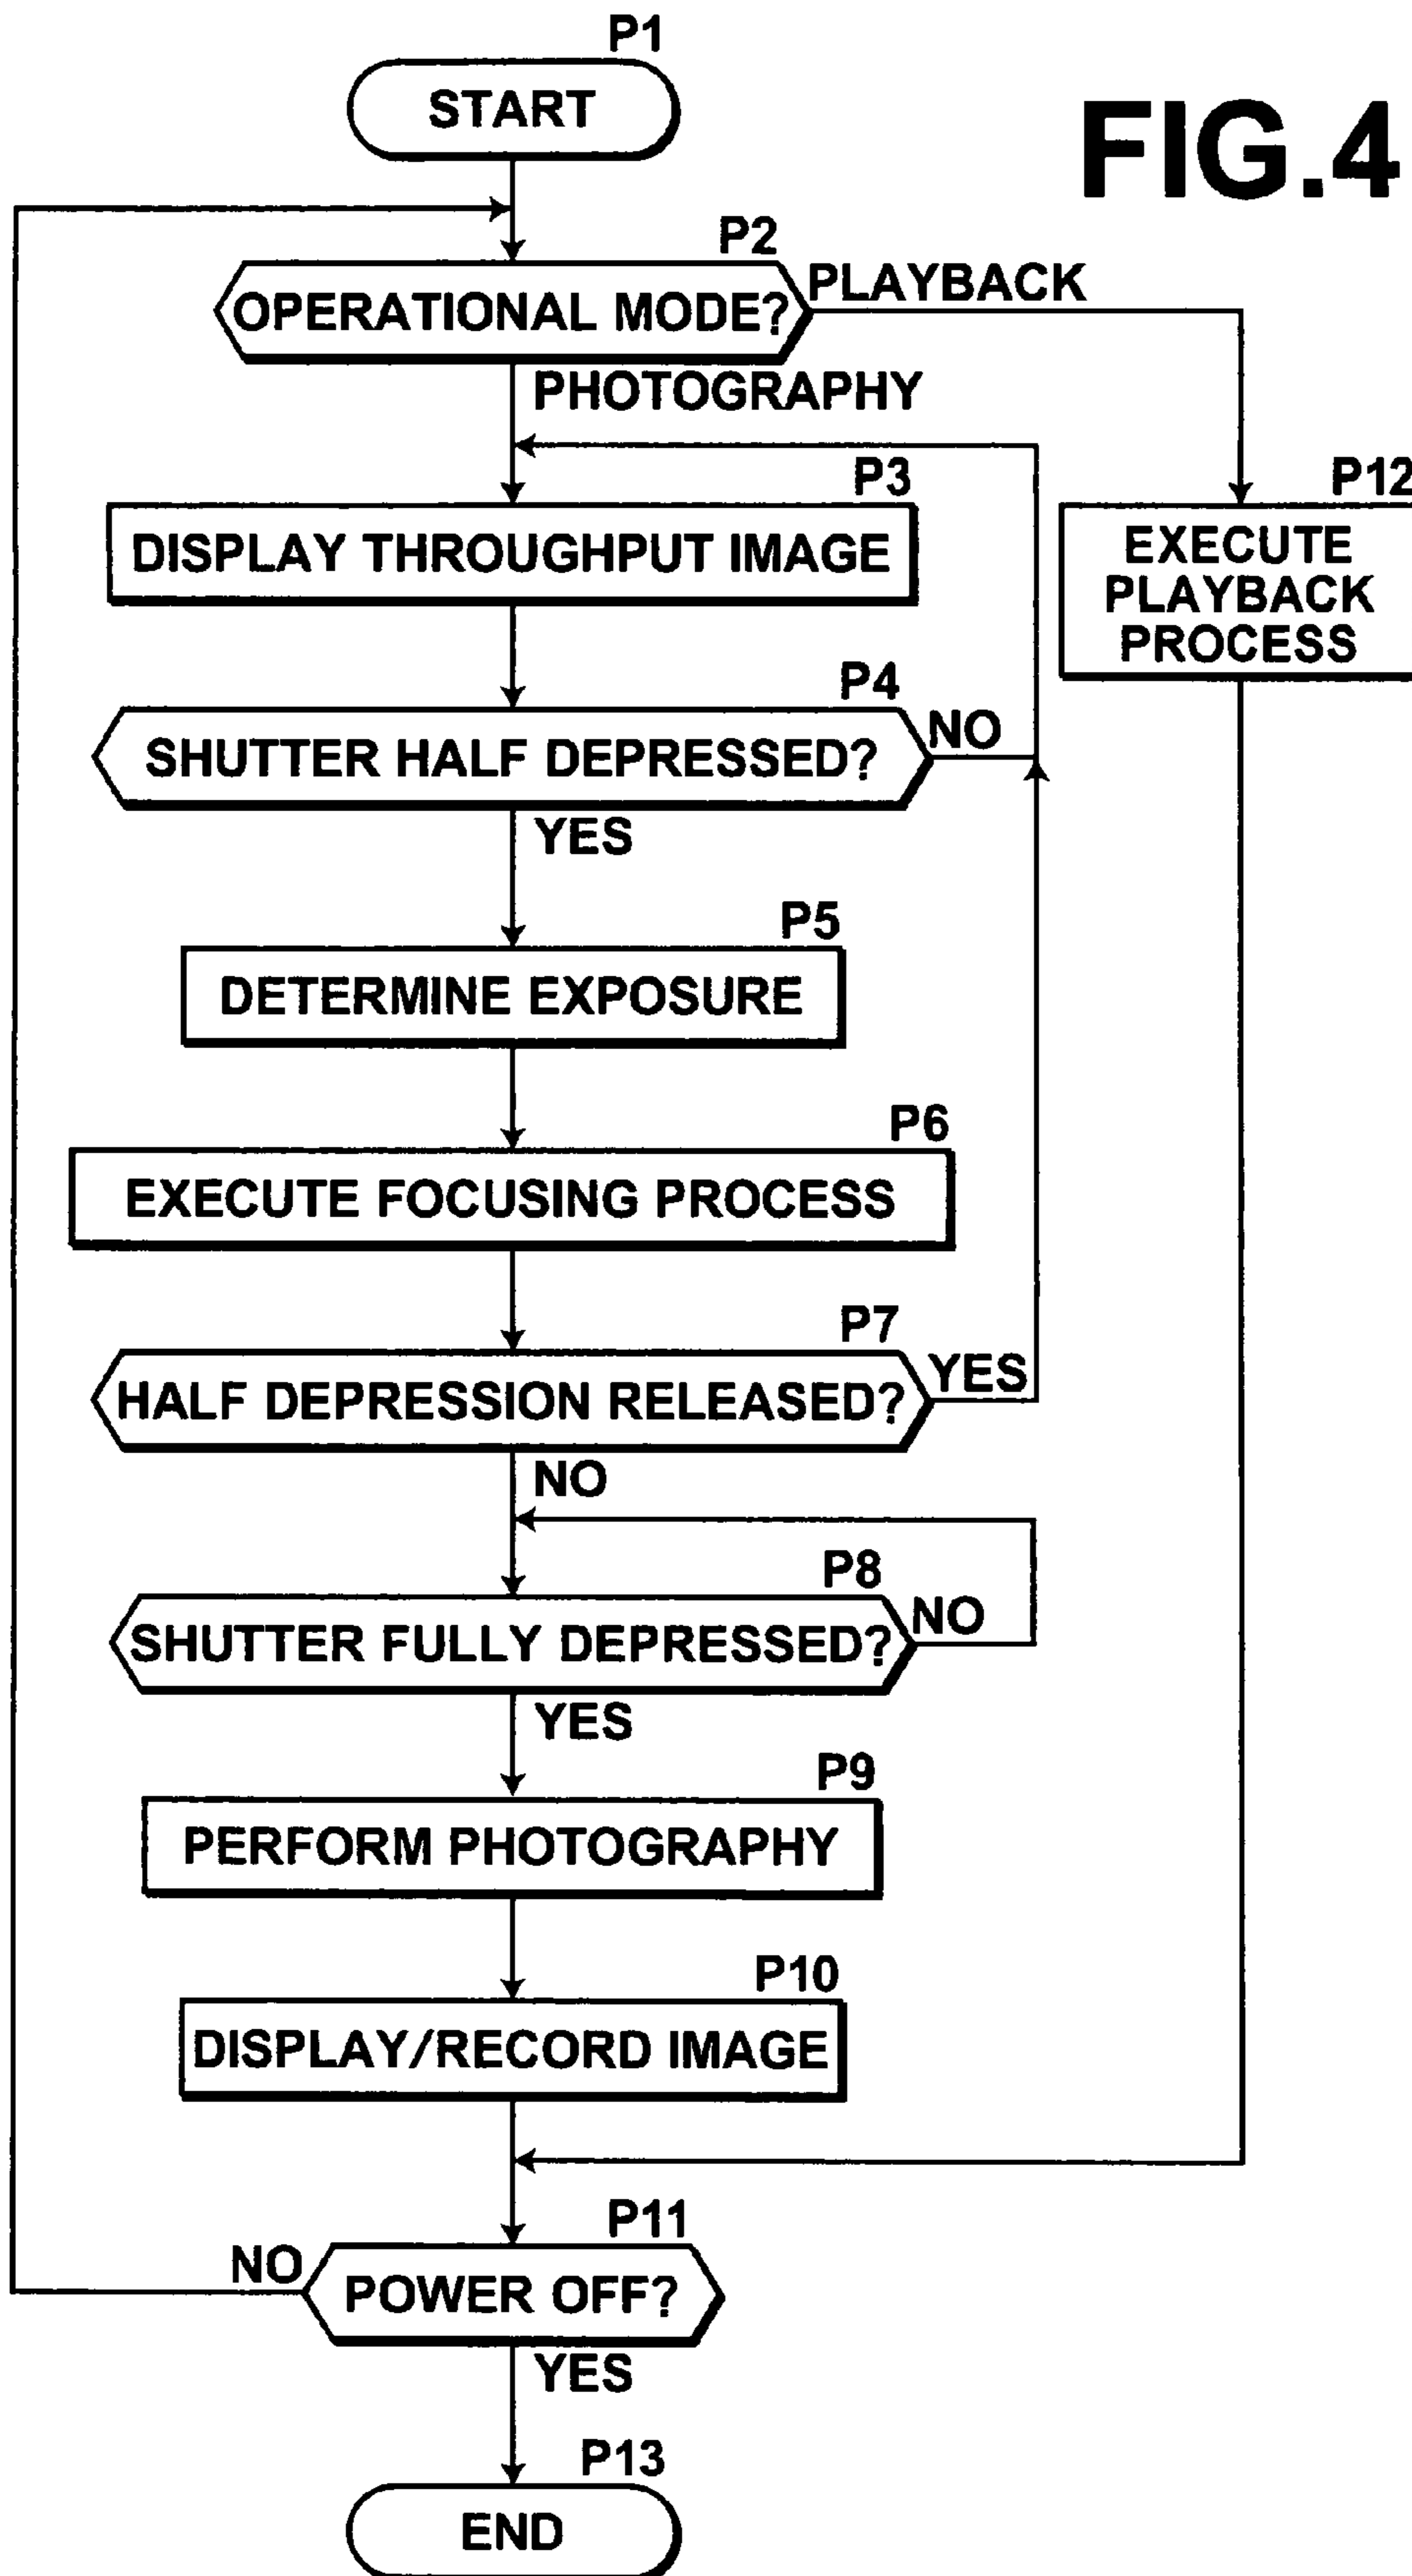 P1
START
FIG.4
P2
OPERATIONAL MODE?
PLAYBACK
PHOTOGRAPHY
P3
DISPLAY THROUGHPUT IMAGE
P12
EXECUTE
PLAYBACK
PROCESS
P4
SHUTTER HALF DEPRESSED?
NO
YES
P5
DETERMINE EXPOSURE
P6
EXECUTE FOCUSING PROCESS
P7
HALF DEPRESSION RELEASED?
YES
NO
P8
SHUTTER FULLY DEPRESSED?
NO
YES
P9
PERFORM PHOTOGRAPHY
P10
DISPLAY/RECORD IMAGE
P11
NO
POWER OFF?
YES
P13
END